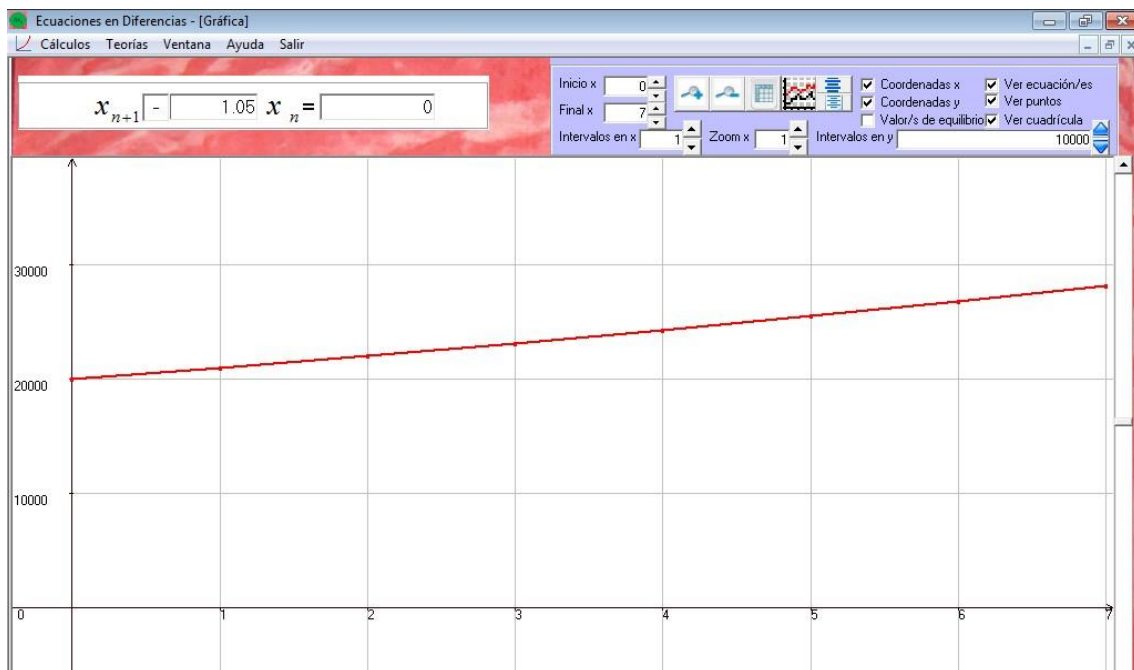 Ecuaciones en Diferencias - [Gráfica]
Cálculos Teorías Ventana Ayuda Salir
x n+1 - 1.05 x n = 0
Inicio x 0
Final x 7
Intervalos en x 1
Zoom x 1
Coordenadas x
Coordenadas y
Valor/s de equilibrio
Ver ecuación/es
Ver puntos
Ver cuadrícula
Intervalos en y 10000
30000
20000
10000
0 1 2 3 4 5 6 7